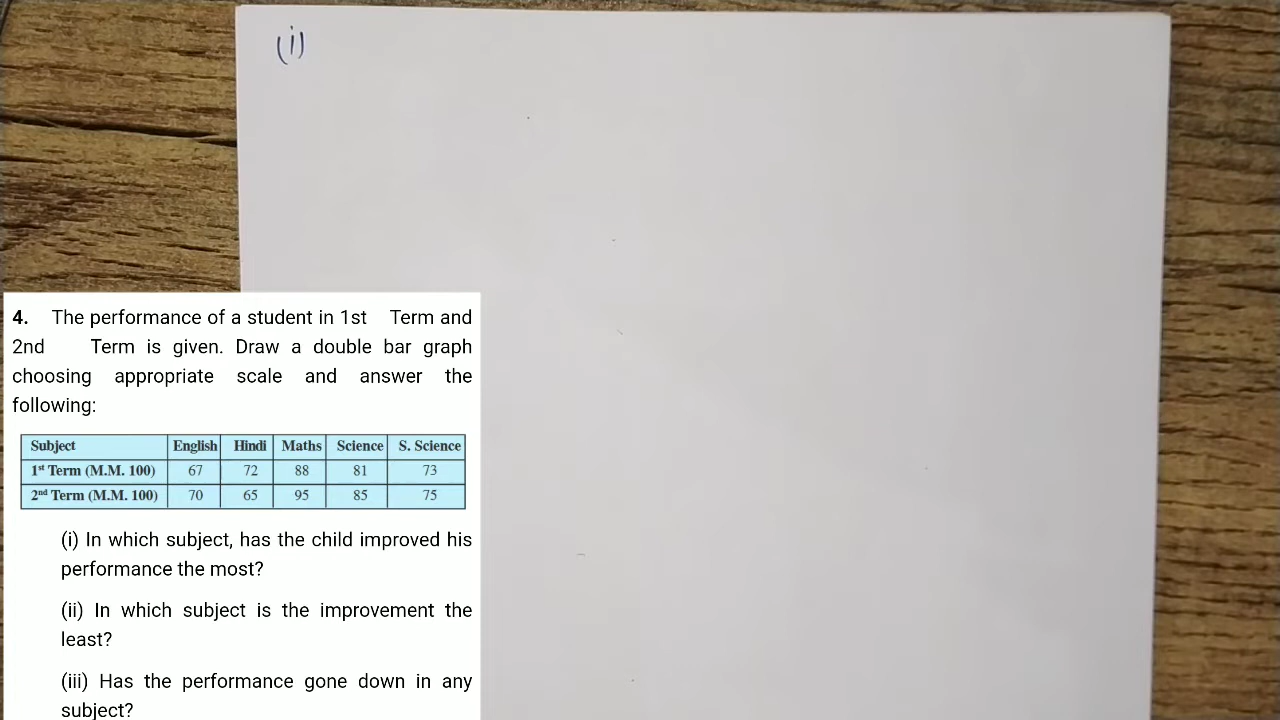 (i)
4. The performance of a student in 1st Term and
2nd Term is given. Draw a double bar graph
choosing appropriate scale and answer the
following:
Subject English Hindi Maths Science S. Science
1st Term (M.M. 100) 67 72 88 81 73
2nd Term (M.M. 100) 70 65 95 85 75
(i) In which subject, has the child improved his
performance the most?
(ii) In which subject is the improvement the
least?
(iii) Has the performance gone down in any
subject?